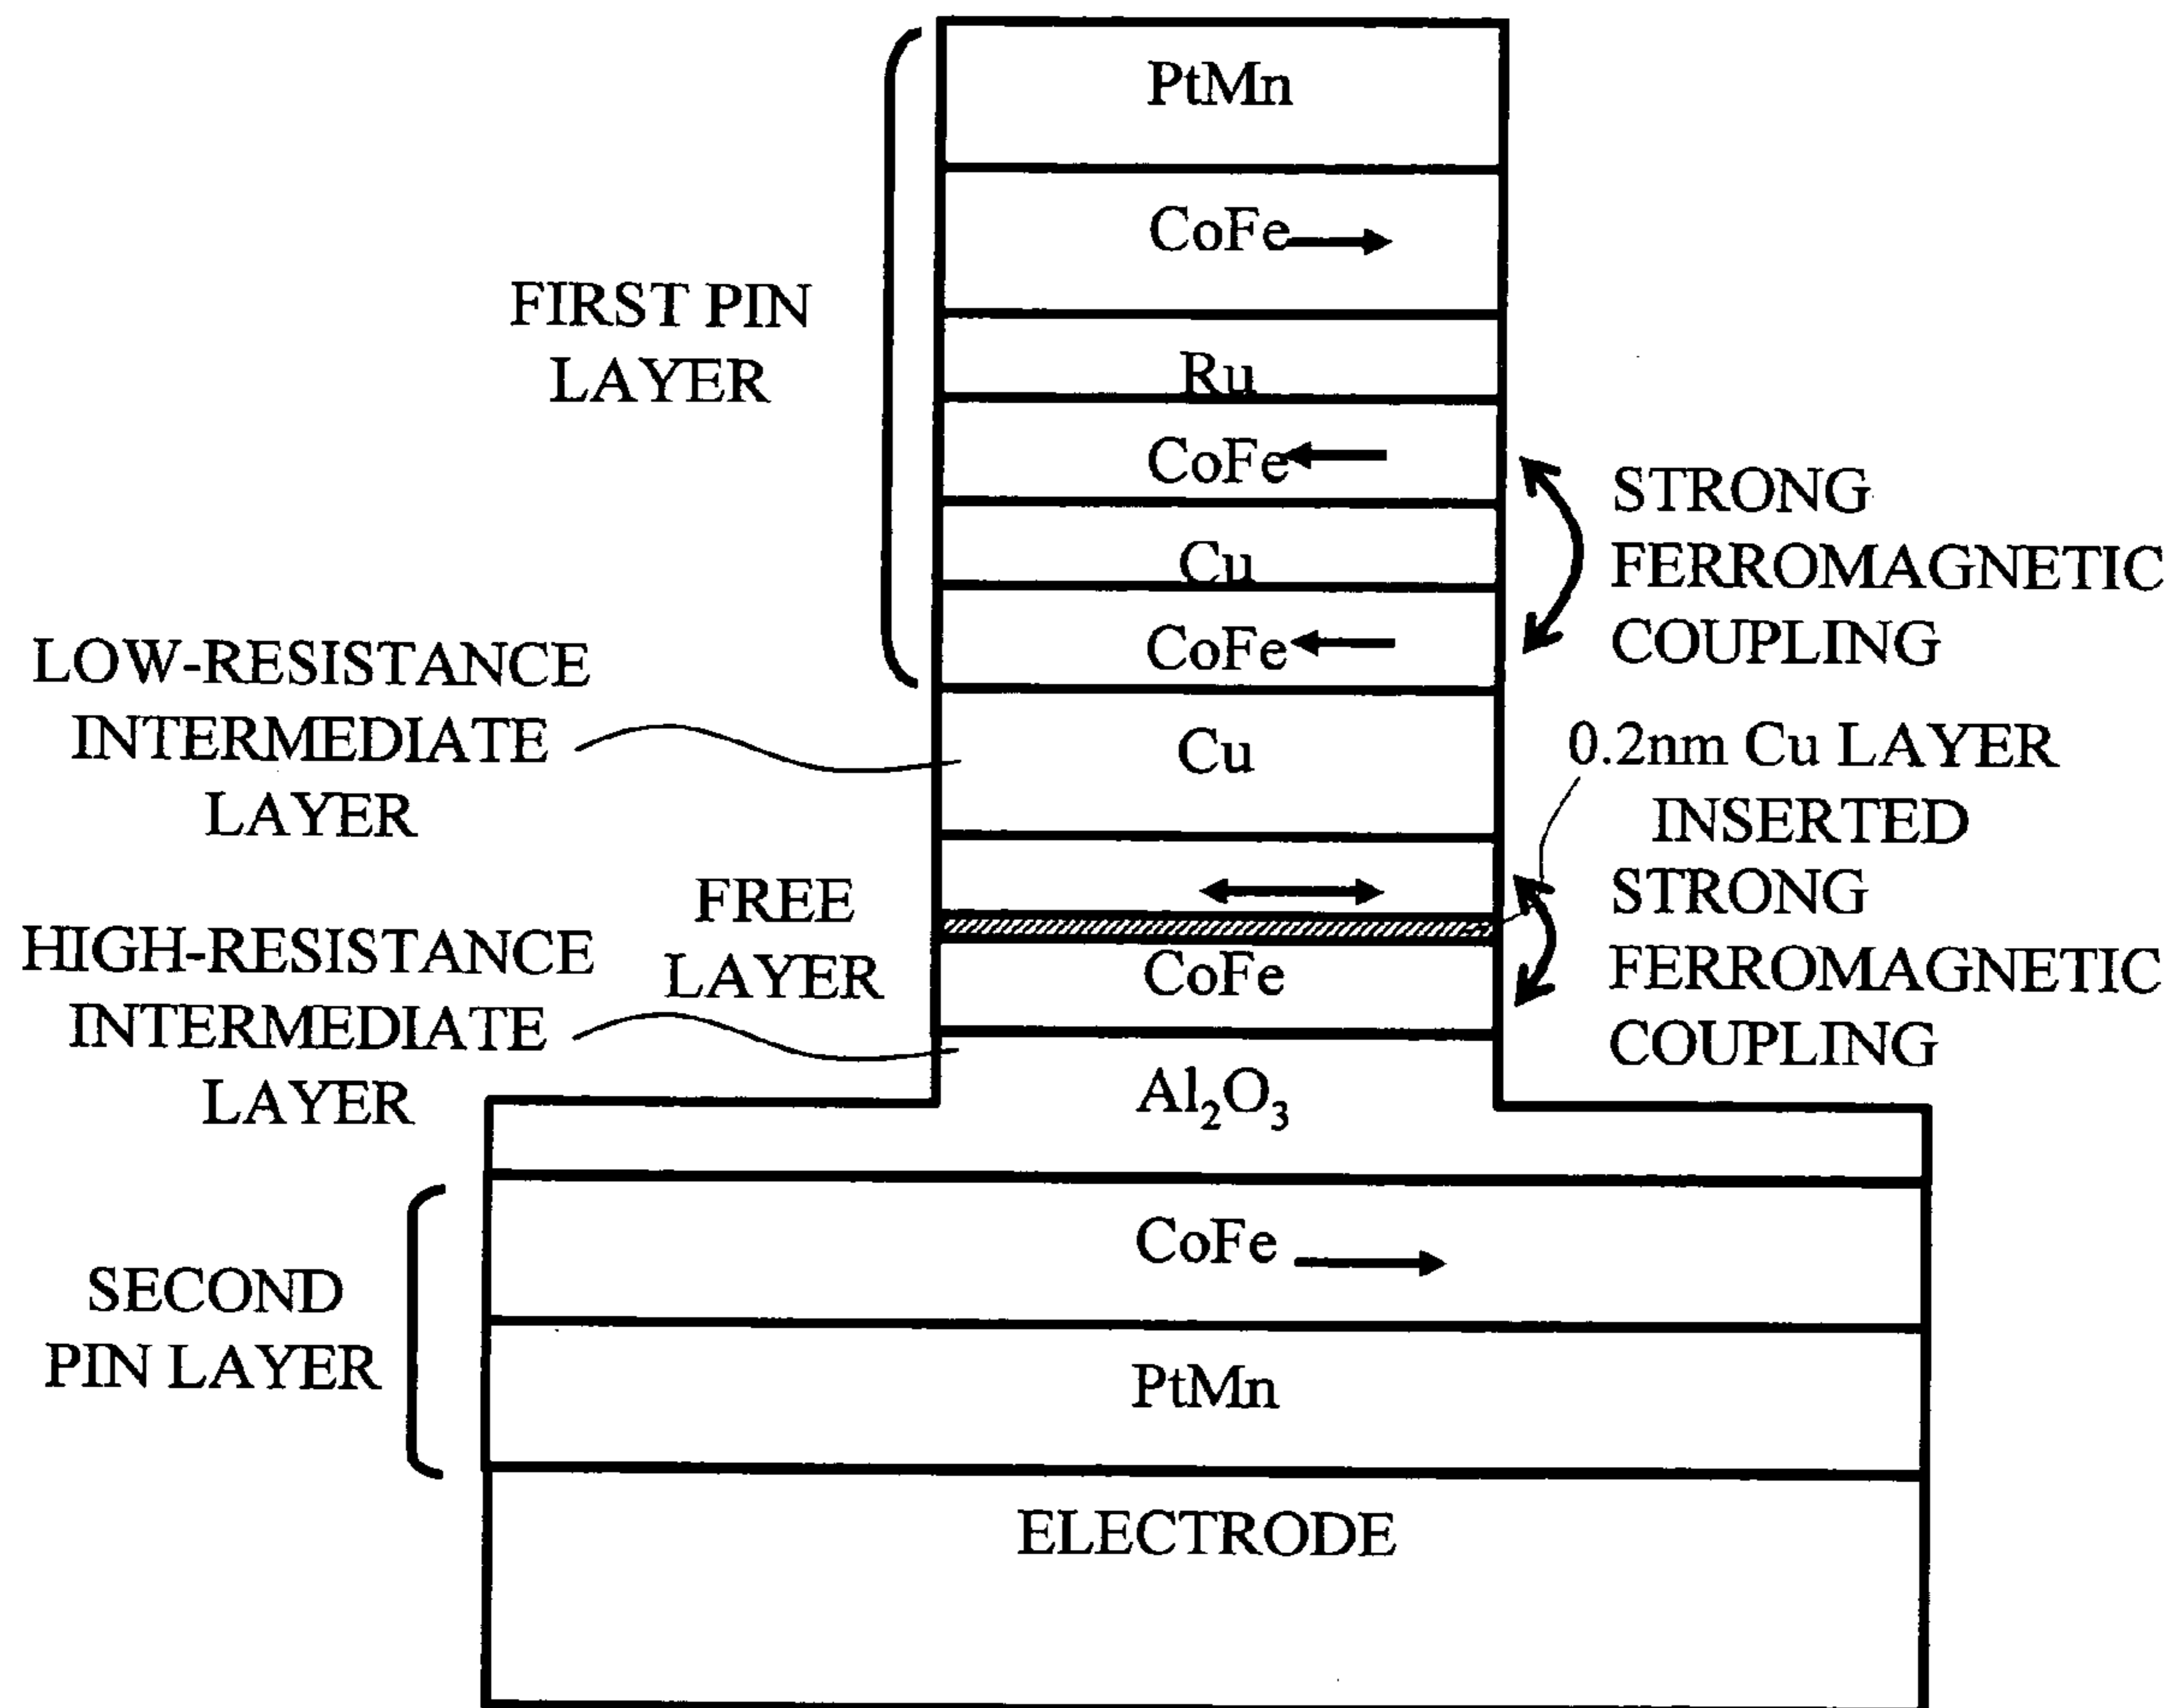 PtMn
CoFe
FIRST PIN
LAYER
Ru
CoFe
STRONG
FERROMAGNETIC
COUPLING
Cu
CoFe
LOW-RESISTANCE
INTERMEDIATE
LAYER
Cu
0.2nm Cu LAYER
INSERTED
FREE
LAYER
STRONG
FERROMAGNETIC
COUPLING
HIGH-RESISTANCE
INTERMEDIATE
LAYER
CoFe
Al₂O₃
CoFe
SECOND
PIN LAYER
PtMn
ELECTRODE